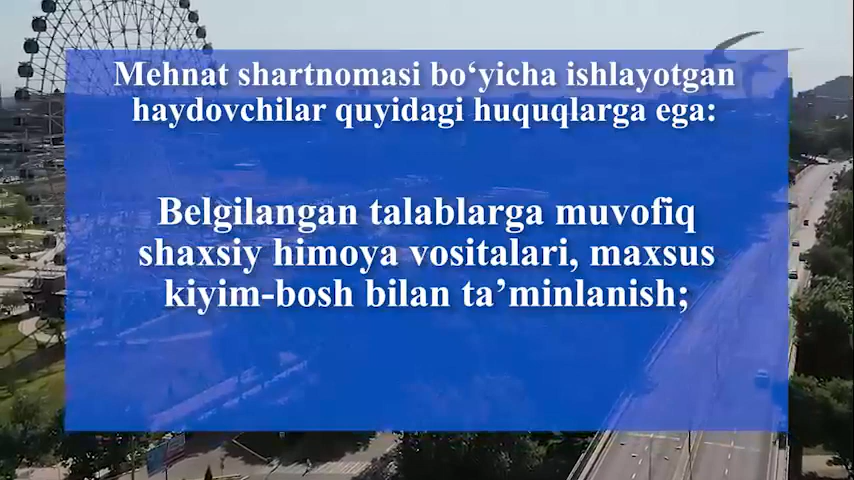 Mehnat shartnomasi bo‘yicha ishlayotgan
haydovchilar quyidagi huquqlarga ega:
Belgilangan talablarga muvofiq
shaxsiy himoya vositalari, maxsus
kiyim-bosh bilan ta’minlanish;